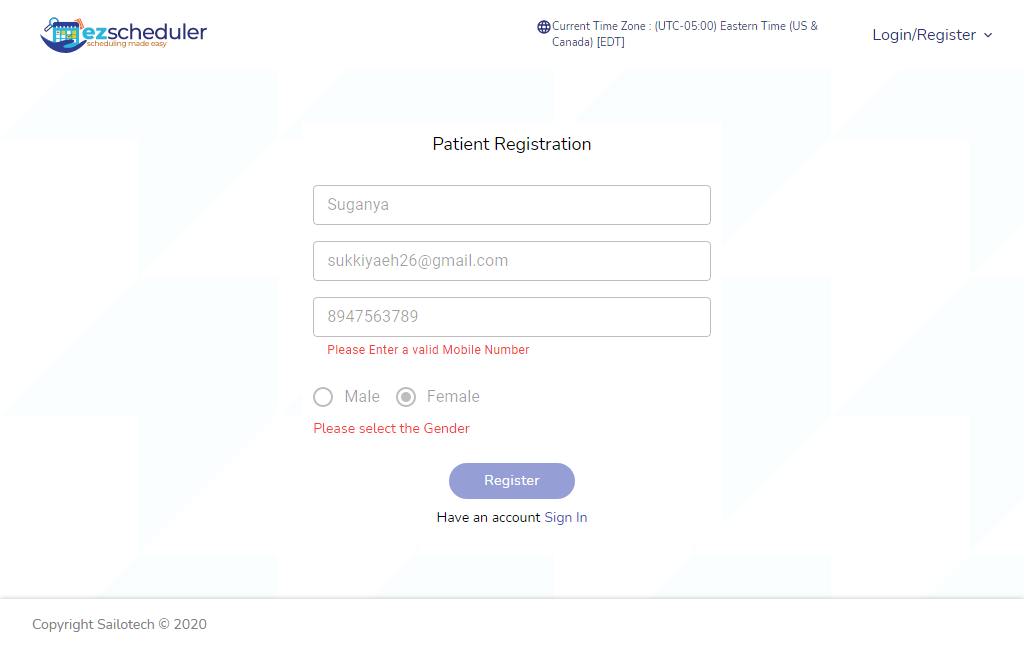 ezscheduler
scheduling made easy
Current Time Zone : (UTC-05:00) Eastern Time (US &
Canada) [EDT]
Login/Register
Patient Registration
Suganya
sukkiyaeh26@gmail.com
8947563789
Please Enter a valid Mobile Number
Male Female
Please select the Gender
Register
Have an account Sign In
Copyright Sailotech © 2020